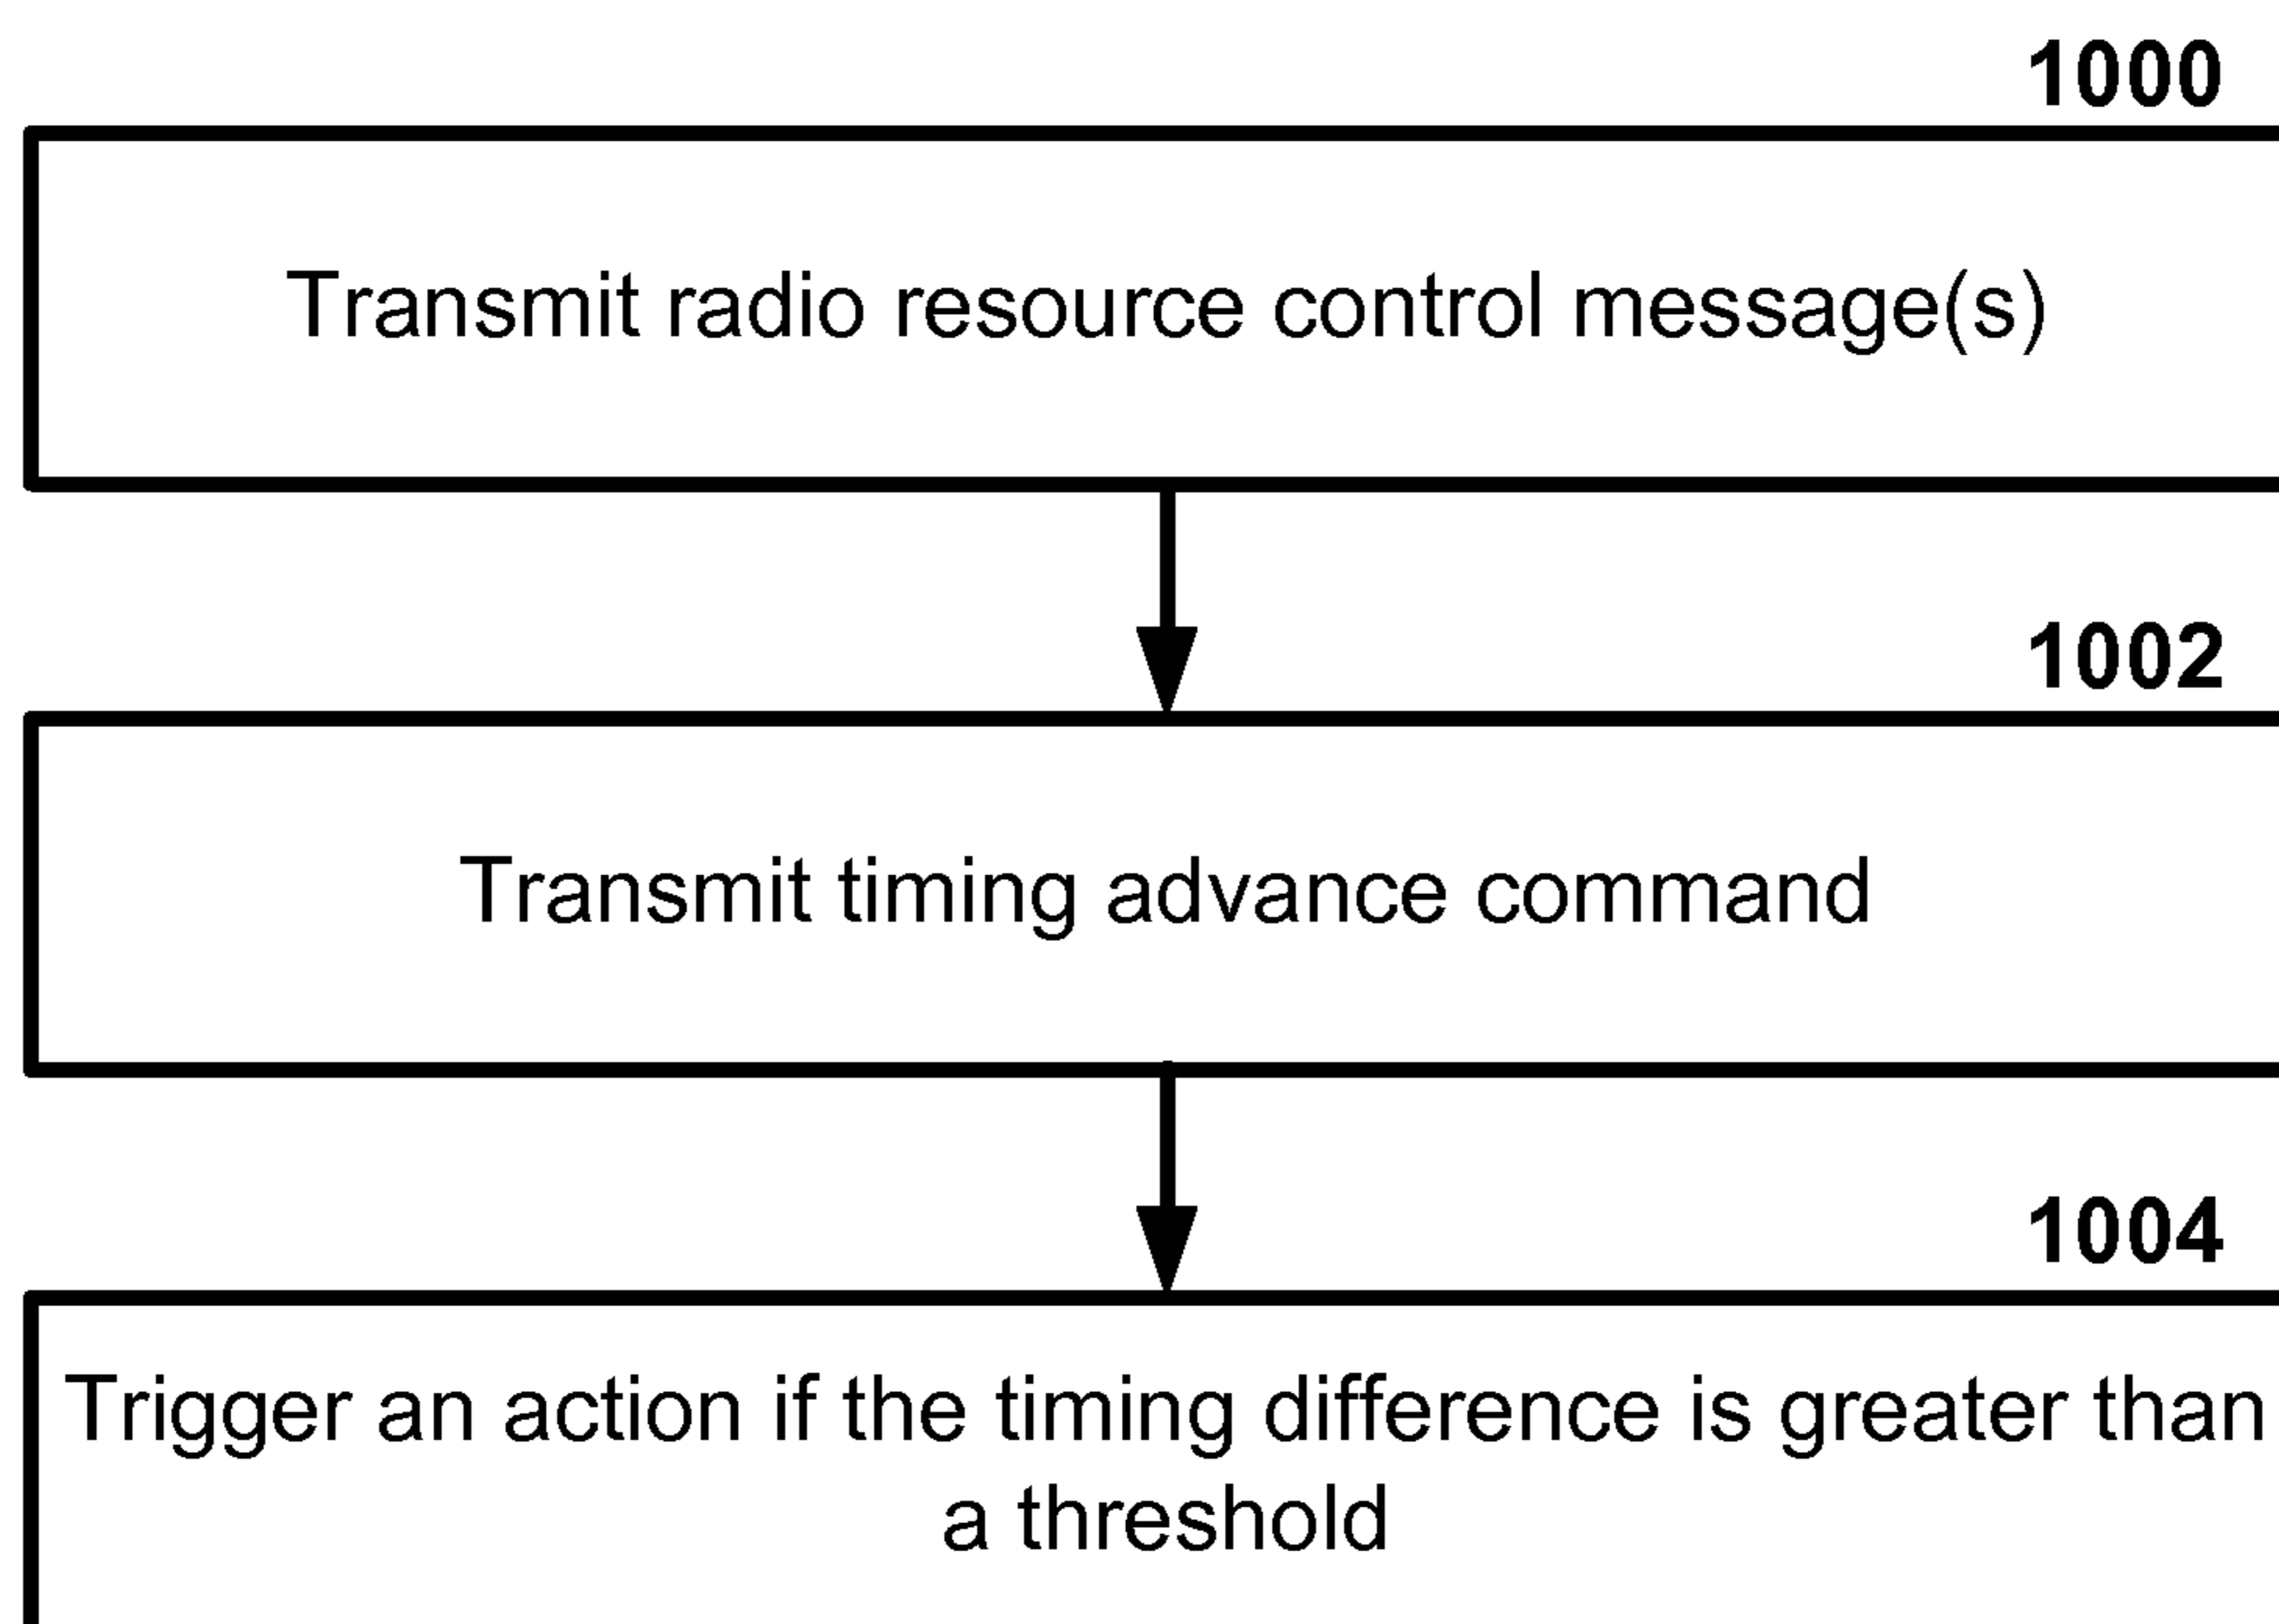 1000
Transmit radio resource control message(s)
1002
Transmit timing advance command
1004
Trigger an action if the timing difference is greater than
a threshold